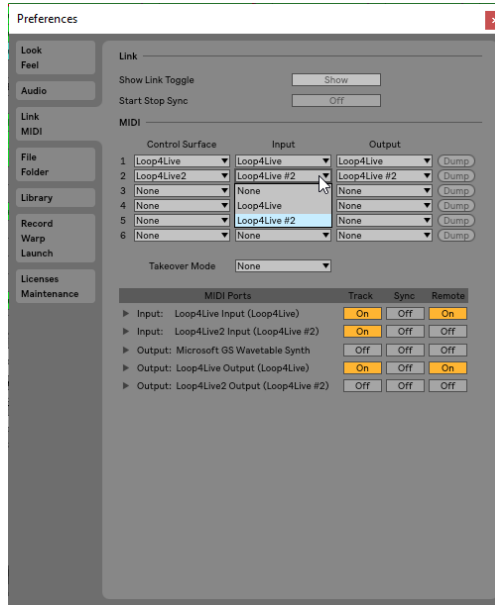 Preferences
Look
Feel
Audio
Link
MIDI
File
Folder
Library
Record
Warp
Launch
Licenses
Maintenance
Link
Show Link Toggle Show
Start Stop Sync Off
MIDI
Control Surface Input Output
1 Loop4Live Loop4Live Loop4Live Dump
2 Loop4Live2 Loop4Live #2 Loop4Live #2 Dump
3 None None None Dump
4 None Loop4Live None Dump
5 None Loop4Live #2 None Dump
6 None None None Dump
Takeover Mode None
MIDI Ports Track Sync Remote
Input: Loop4Live Input (Loop4Live) On Off On
Input: Loop4Live2 Input (Loop4Live #2) On Off Off
Output: Microsoft GS Wavetable Synth Off Off Off
Output: Loop4Live Output (Loop4Live) On Off On
Output: Loop4Live2 Output (Loop4Live #2) Off Off Off